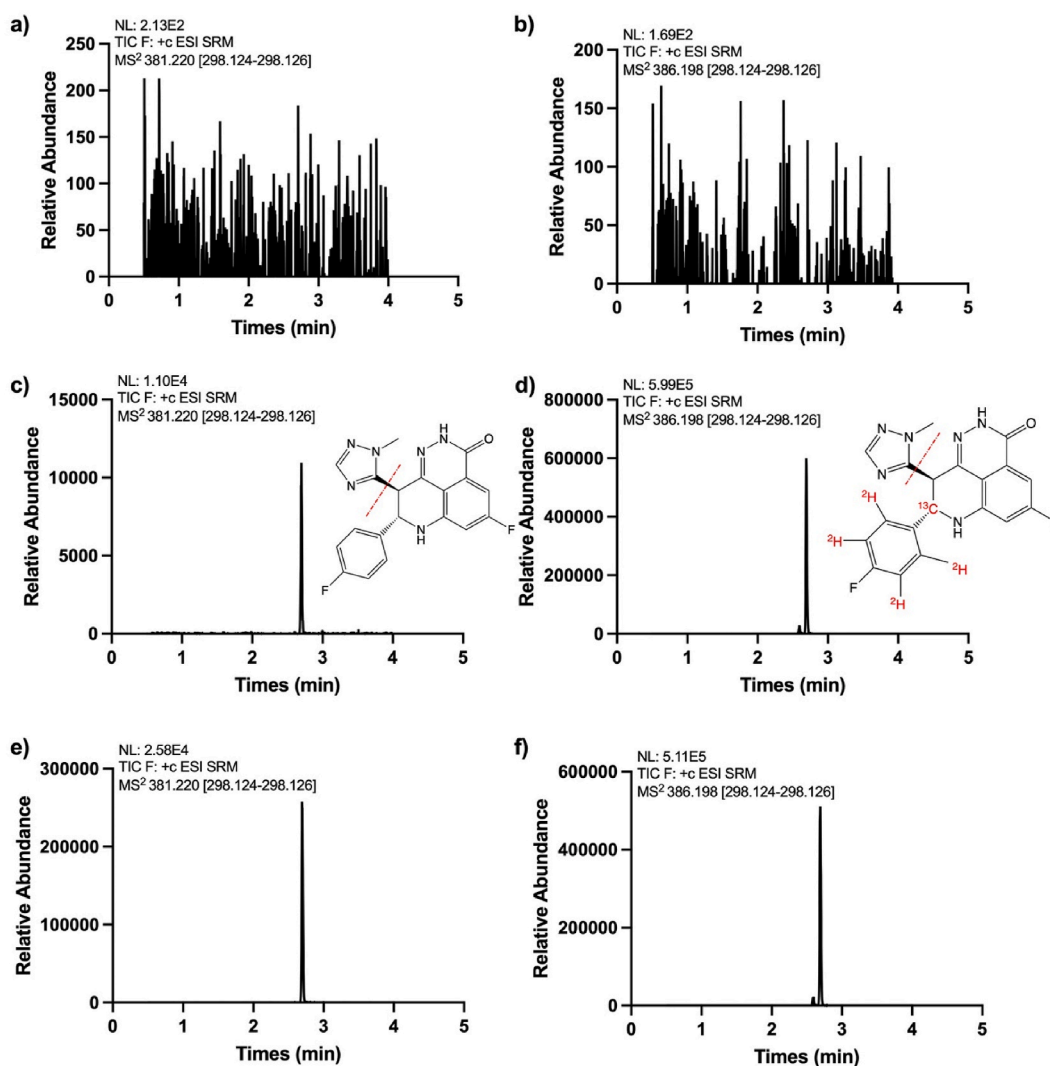 a)
NL: 2.13E2
TIC F: +c ESI SRM
MS² 381.220 [298.124-298.126]
Relative Abundance
250
200
150
100
50
0
0 1 2 3 4 5
Times (min)
b)
NL: 1.69E2
TIC F: +c ESI SRM
MS² 386.198 [298.124-298.126]
Relative Abundance
200
150
100
50
0
0 1 2 3 4 5
Times (min)
c)
NL: 1.10E4
TIC F: +c ESI SRM
MS² 381.220 [298.124-298.126]
Relative Abundance
15000
10000
5000
0
0 1 2 3 4 5
Times (min)
H
N NH O
N N
N
N
H
F
F
d)
NL: 5.99E5
TIC F: +c ESI SRM
MS² 386.198 [298.124-298.126]
Relative Abundance
800000
600000
400000
200000
0
0 1 2 3 4 5
Times (min)
H
N N N O
N N
N
¹³C
²H
NH
²H
²H
F
²H
e)
NL: 2.58E4
TIC F: +c ESI SRM
MS² 381.220 [298.124-298.126]
Relative Abundance
300000
200000
100000
0
0 1 2 3 4 5
Times (min)
f)
NL: 5.11E5
TIC F: +c ESI SRM
MS² 386.198 [298.124-298.126]
Relative Abundance
600000
400000
200000
0
0 1 2 3 4 5
Times (min)